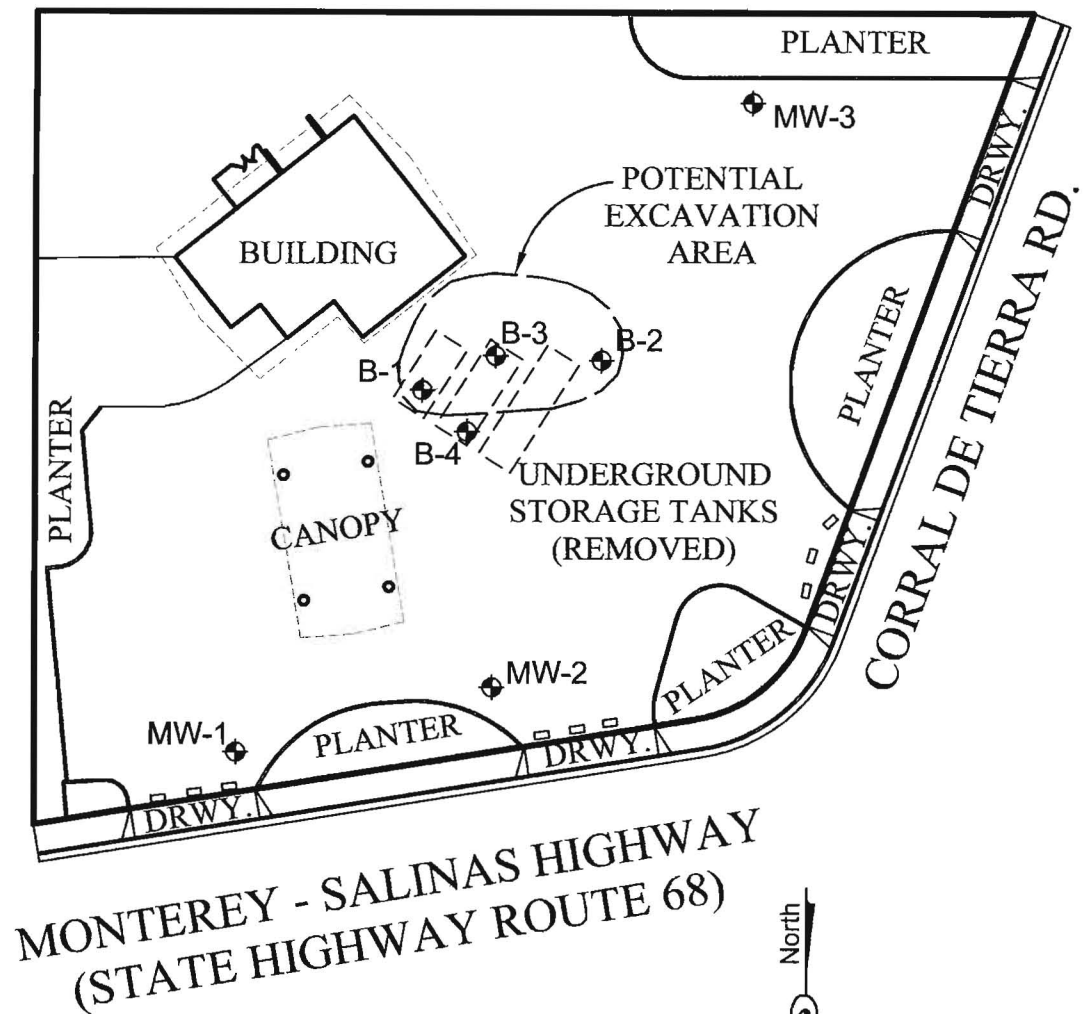 PLANTER
MW-3
DRWY.
POTENTIAL
EXCAVATION
AREA
BUILDING
B-3
B-2
B-1
B-4
PLANTER
PLANTER
CORRAL DE TIERRA RD.
UNDERGROUND
STORAGE TANKS
(REMOVED)
CANOPY
DRWY.
MW-2
PLANTER
MW-1
PLANTER
DRWY.
DRWY.
MONTEREY - SALINAS HIGHWAY
(STATE HIGHWAY ROUTE 68)
North